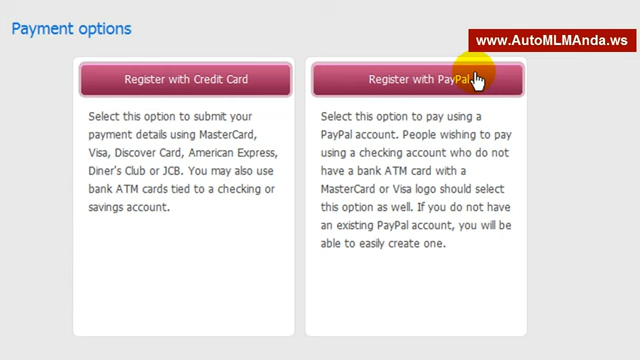 Payment options
www.AutoMLMAnda.ws
Register with Credit Card
Select this option to submit your
payment details using MasterCard,
Visa, Discover Card, American Express,
Diner's Club or JCB. You may also use
bank ATM cards tied to a checking or
savings account.
Register with PayPal
Select this option to pay using a
PayPal account. People wishing to pay
using a checking account who do not
have a bank ATM card with a
MasterCard or Visa logo should select
this option as well. If you do not have
an existing PayPal account, you will be
able to easily create one.